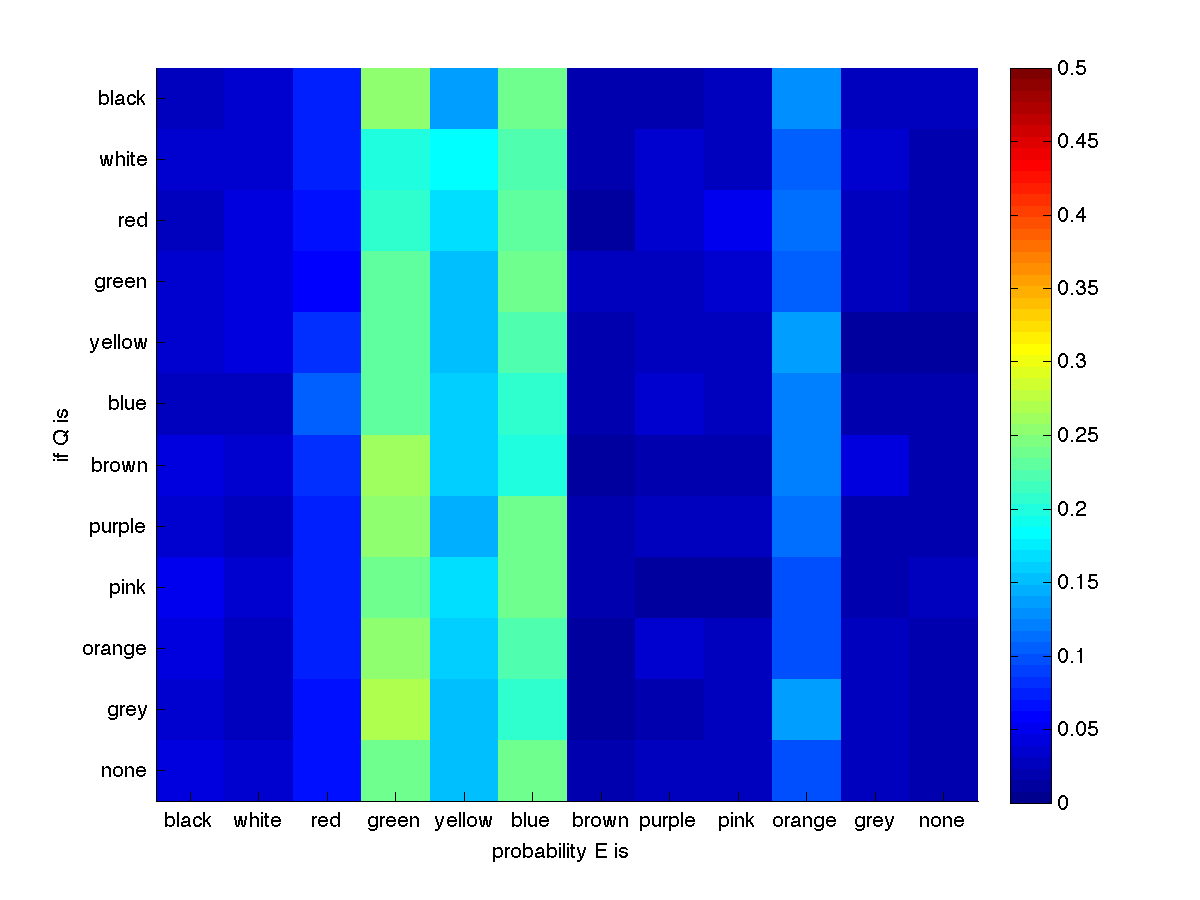 black
white
red
green
yellow
blue
brown
purple
pink
orange
grey
none
if Q is
black white red green yellow blue brown purple pink orange grey none
probability E is
0.5
0.45
0.4
0.35
0.3
0.25
0.2
0.15
0.1
0.05
0